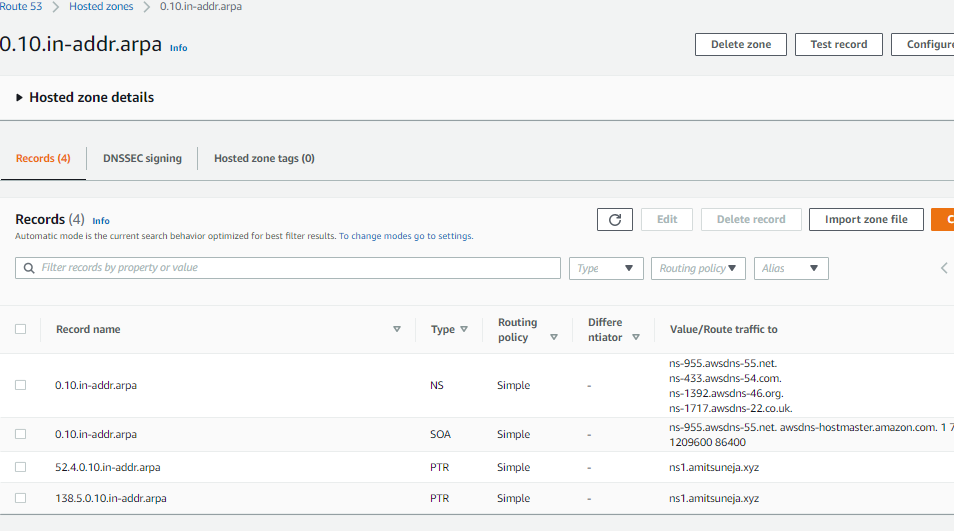 Route 53 > Hosted zones > 0.10.in-addr.arpa
0.10.in-addr.arpa Info
Delete zone Test record Configure
Hosted zone details
Records (4) DNSSEC signing Hosted zone tags (0)
Records (4) Info
Automatic mode is the current search behavior optimized for best filter results. To change modes go to settings.
Edit Delete record Import zone file C
Filter records by property or value Type Routing policy Alias
Record name Type Routing policy Differentiator Value/Route traffic to
0.10.in-addr.arpa NS Simple - ns-955.awsdns-55.net.
ns-433.awsdns-54.com.
ns-1392.awsdns-46.org.
ns-1717.awsdns-22.co.uk.
0.10.in-addr.arpa SOA Simple - ns-955.awsdns-55.net. awsdns-hostmaster.amazon.com. 1 7
1209600 86400
52.4.0.10.in-addr.arpa PTR Simple - ns1.amitsuneja.xyz
138.5.0.10.in-addr.arpa PTR Simple - ns1.amitsuneja.xyz